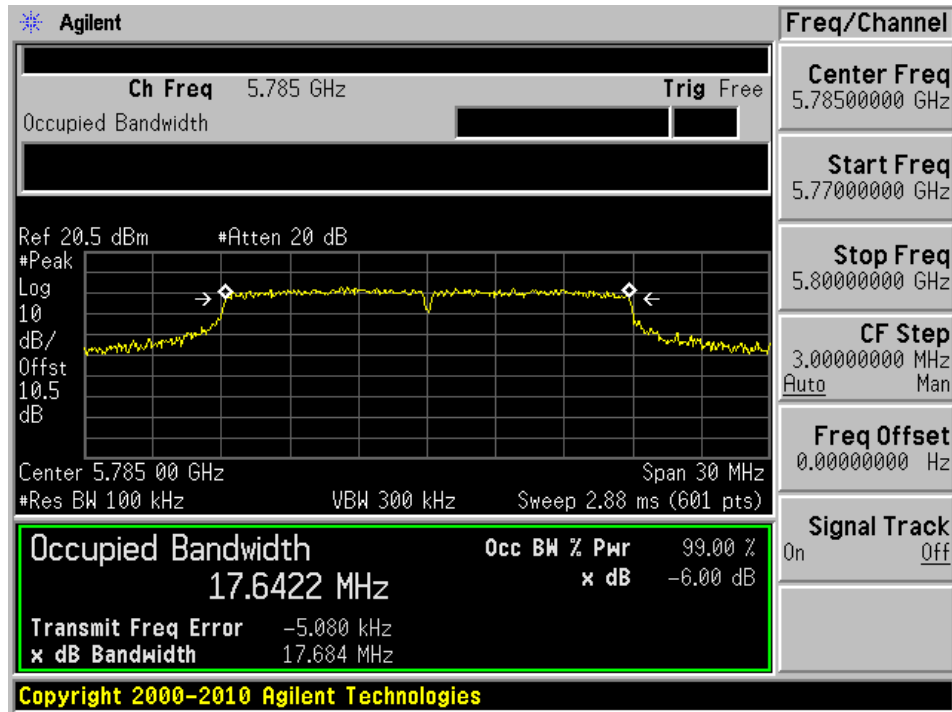 Agilent
Freq/Channel
Ch Freq 5.785 GHz Trig Free
Occupied Bandwidth
Center Freq
5.78500000 GHz
Start Freq
5.77000000 GHz
Stop Freq
5.80000000 GHz
CF Step
3.00000000 MHz
Auto Man
Freq Offset
0.00000000 Hz
Signal Track
On Off
Ref 20.5 dBm #Atten 20 dB
#Peak
Log
10
dB/
Offst
10.5
dB
Center 5.785 00 GHz Span 30 MHz
#Res BW 100 kHz VBW 300 kHz Sweep 2.88 ms (601 pts)
Occupied Bandwidth Occ BW % Pwr 99.00 %
17.6422 MHz x dB -6.00 dB
Transmit Freq Error -5.080 kHz
x dB Bandwidth 17.684 MHz
Copyright 2000-2010 Agilent Technologies